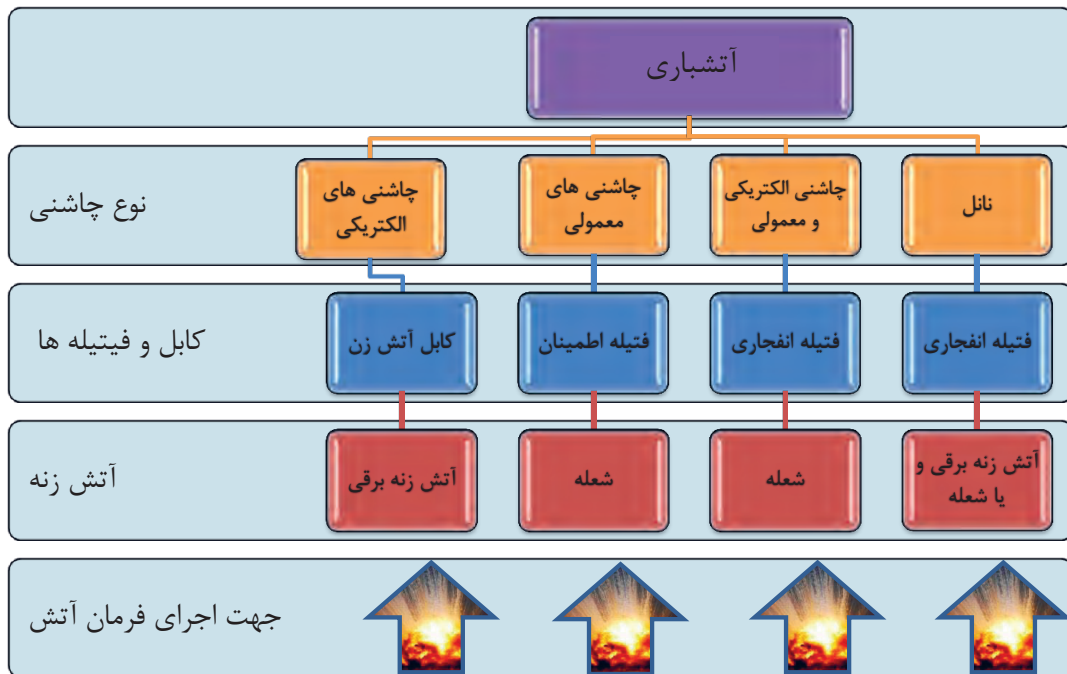 آتشباری
نانل
چاشنی الکتریکی
و معمولی
چاشنی های
معمولی
چاشنی های
الکتریکی
نوع چاشنی
فتیله انفجاری
فتیله انفجاری
فتیله اطمینان
کابل آتش زن
کابل و فیتیله ها
آتش زنه برقی و
یا شعله
شعله
شعله
آتش زنه برقی
آتش زنه
جهت اجرای فرمان آتش